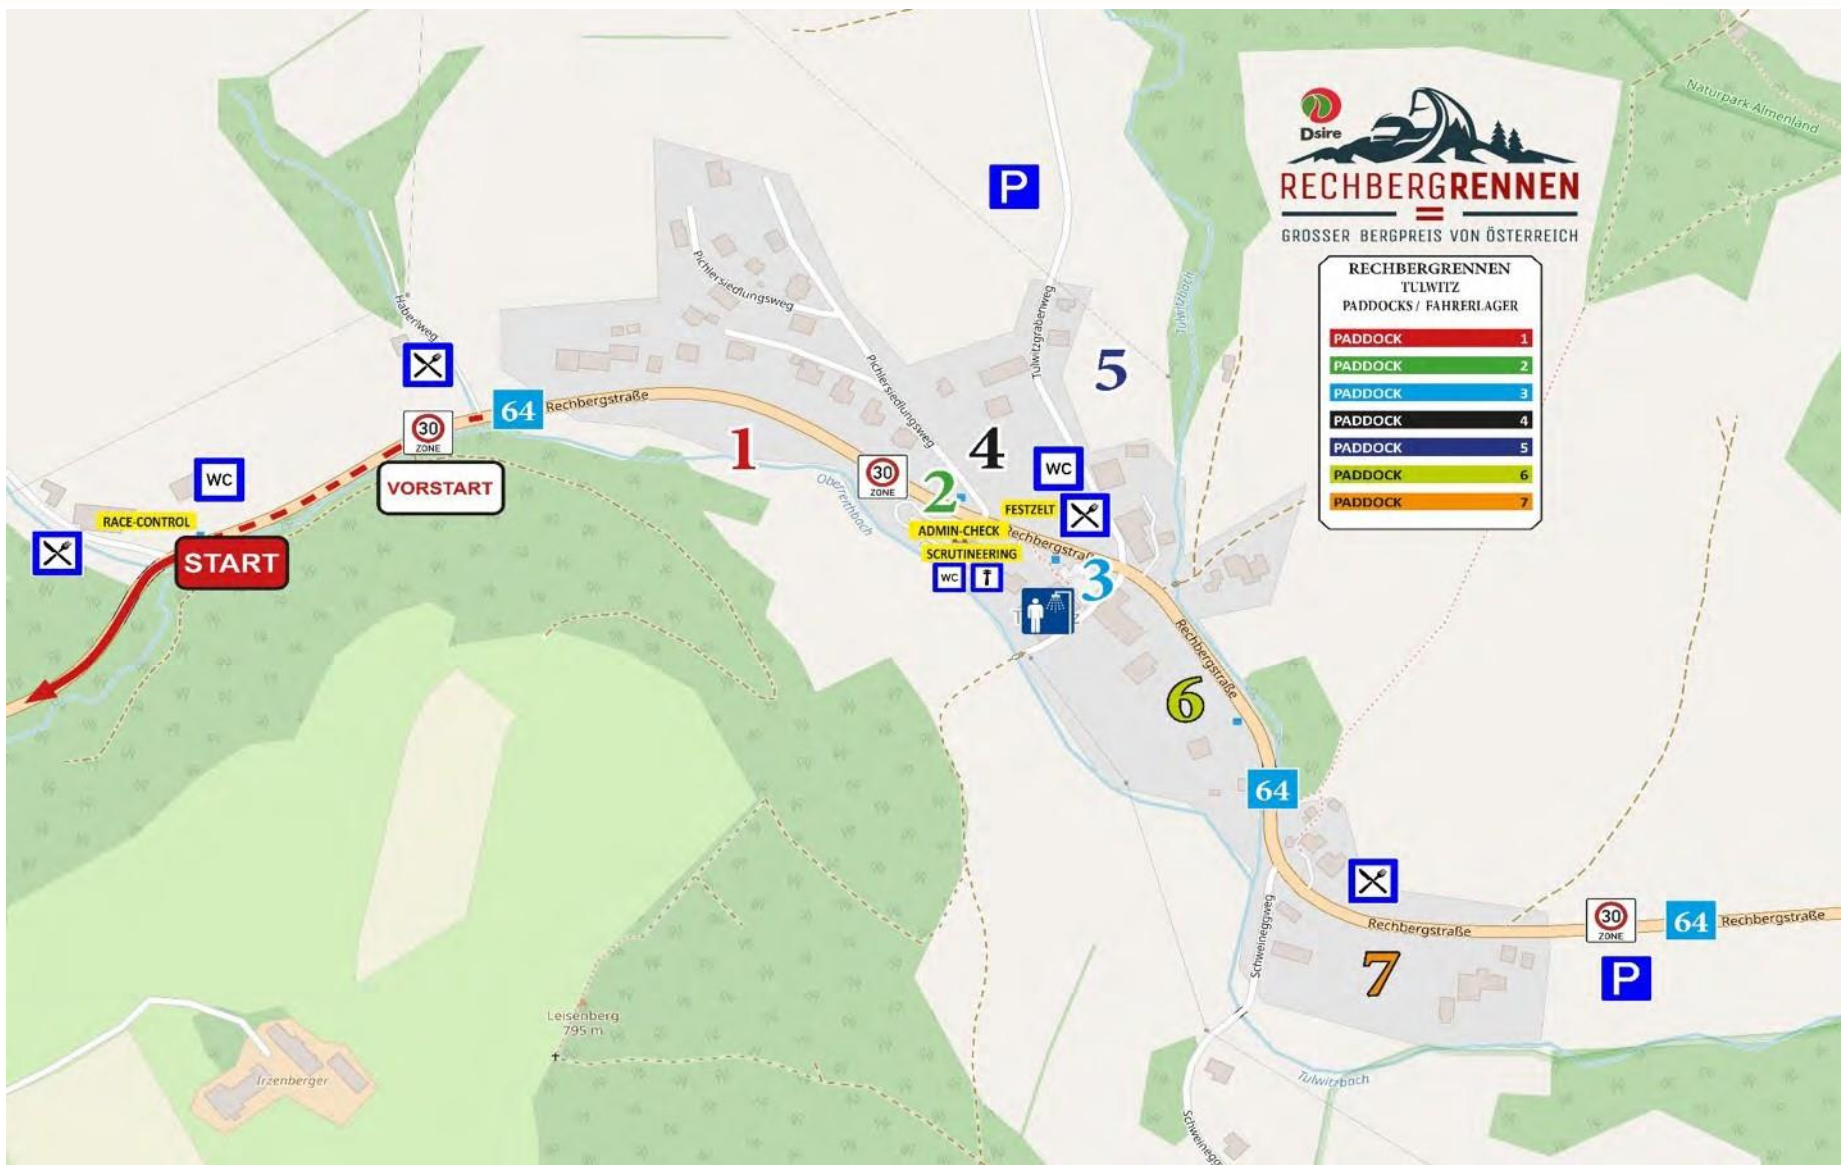 Naturpark Almenland
Dsire
RECHBERGRENNEN
GROSSER BERGPREIS VON ÖSTERREICH
RECHBERGRENNEN
TULWITZ
PADDOCKS / FAHRERLAGER
PADDOCK 1
PADDOCK 2
PADDOCK 3
PADDOCK 4
PADDOCK 5
PADDOCK 6
PADDOCK 7
P
Pichlersiedlungsweg
Tulwitzbach
Haberlweg
Tulwitzgrabenweg
Pichlersiedlungsweg
5
64
Rechbergstraße
30
ZONE
1
4
30
ZONE
WC
WC
VORSTART
2
Oberreithbach
RACE-CONTROL
FESTZELT
ADMIN-CHECK
Rechbergstraße
SCRUTINEERING
START
WC
3
Rechbergstraße
6
64
Rechbergstraße
30
ZONE
64
Rechbergstraße
Schweineggweg
7
P
Leisenberg
795 m
Irzenberger
Tulwitzbach
Schweinegg